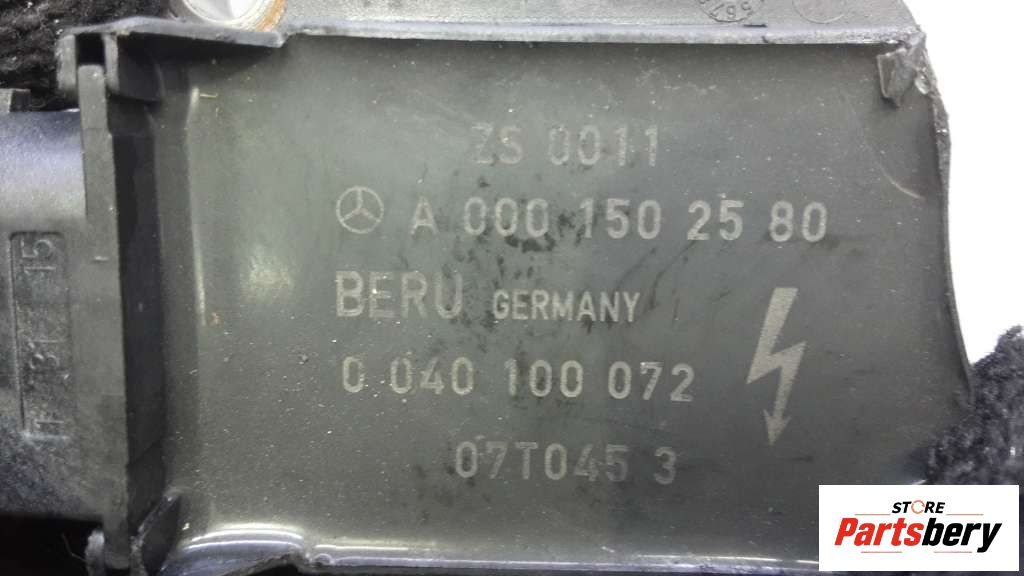 ZS 0011
A 000 150 25 80
BERU GERMANY
0 040 100 072
07T045 3
STORE
Partsbery